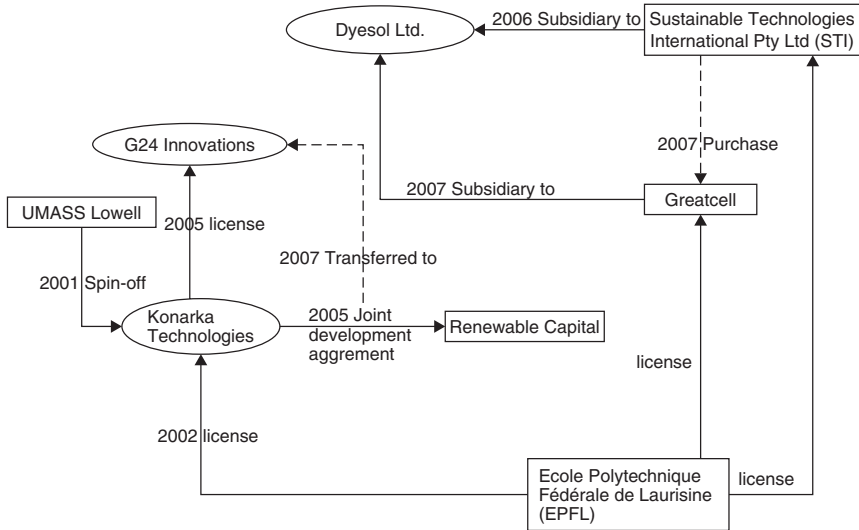 Dyesol Ltd.
2006 Subsidiary to
Sustainable Technologies
International Pty Ltd (STI)
G24 Innovations
2007 Purchase
2007 Subsidiary to
Greatcell
UMASS Lowell
2005 license
2007 Transferred to
2001 Spin-off
Konarka
Technologies
2005 Joint
development
aggrement
Renewable Capital
license
2002 license
Ecole Polytechnique
Fédérale de Laurisine
(EPFL)
license